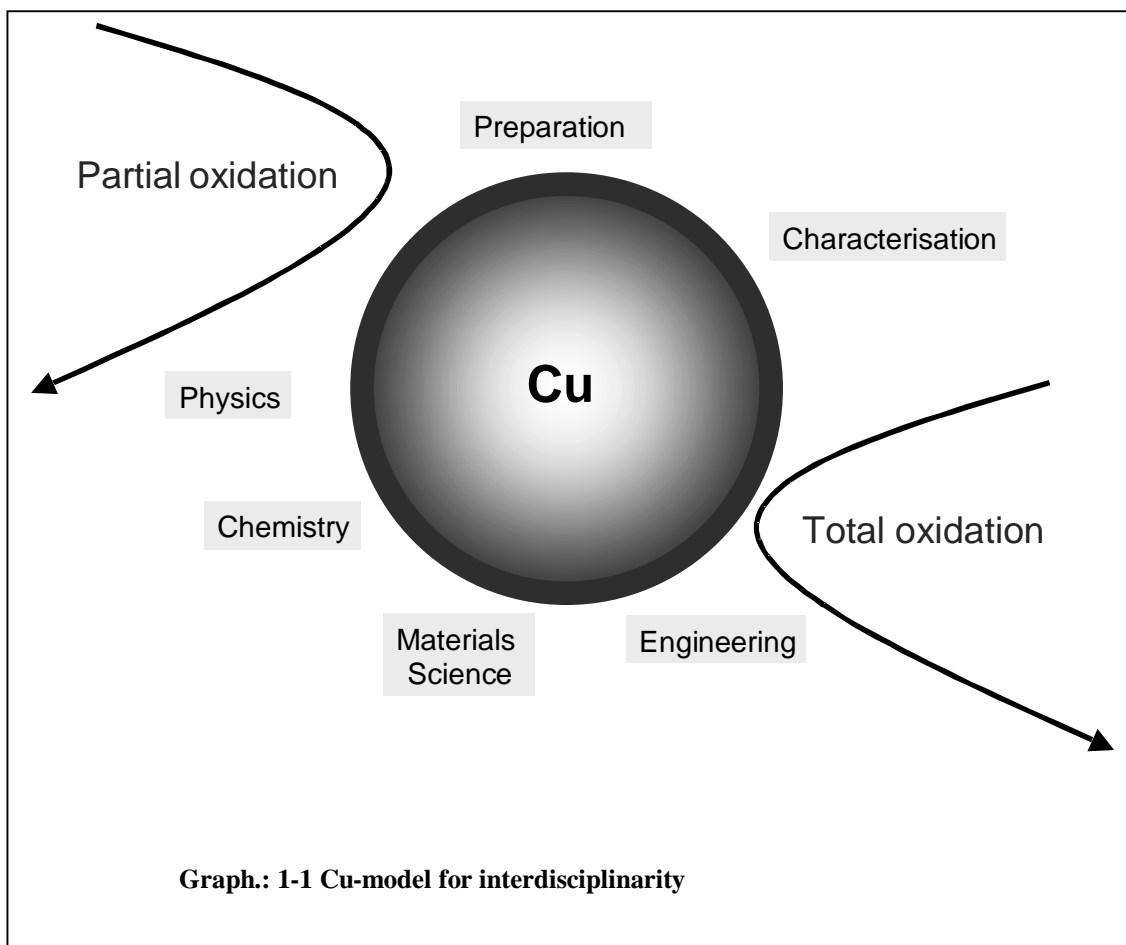 Preparation
Partial oxidation
Characterisation
Cu
Physics
Chemistry
Total oxidation
Materials
Science
Engineering
Graph.: 1-1 Cu-model for interdisciplinarity